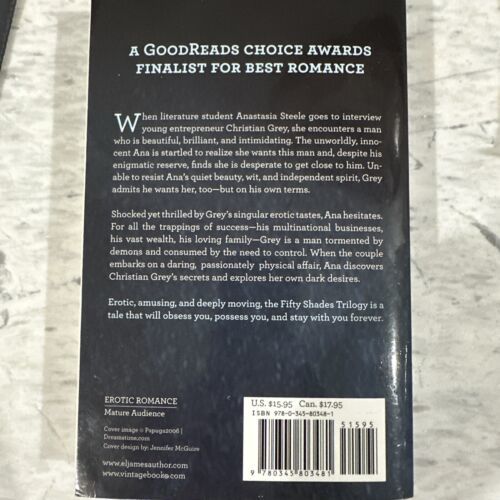 A GOODREADS CHOICE AWARDS
FINALIST FOR BEST ROMANCE
When literature student Anastasia Steele goes to interview
young entrepreneur Christian Grey, she encounters a man
who is beautiful, brilliant, and intimidating. The unworldly, inno-
cent Ana is startled to realize she wants this man and, despite his
enigmatic reserve, finds she is desperate to get close to him. Un-
able to resist Ana's quiet beauty, wit, and independent spirit, Grey
admits he wants her, too—but on his own terms.
Shocked yet thrilled by Grey's singular erotic tastes, Ana hesitates.
For all the trappings of success—his multinational businesses,
his vast wealth, his loving family—Grey is a man tormented by
demons and consumed by the need to control. When the couple
embarks on a daring, passionately physical affair, Ana discovers
Christian Grey's secrets and explores her own dark desires.
Erotic, amusing, and deeply moving, the Fifty Shades Trilogy is a
tale that will obsess you, possess you, and stay with you forever.
EROTIC ROMANCE
Mature Audience
Cover image © Papuga2006 |
Dreamstime.com
Cover design by: Jennifer McGuire
www.eljamesauthor.com
www.vintagebooks.com
U.S. $15.95 Can. $17.95
ISBN 978-0-345-80348-1
51595
9 780345 803481